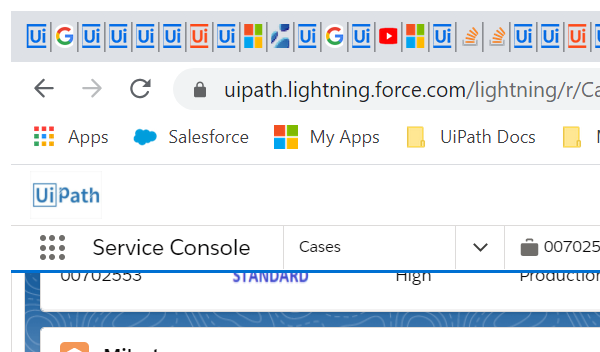 Ui Ui Ui Ui Ui Ui Ui Ui Ui Ui Ui Ui Ui Ui
uipath.lightning.force.com/lightning/r/Ca
Apps Salesforce My Apps UiPath Docs
UiPath
Service Console Cases 007025
00702553 STANDARD High Production